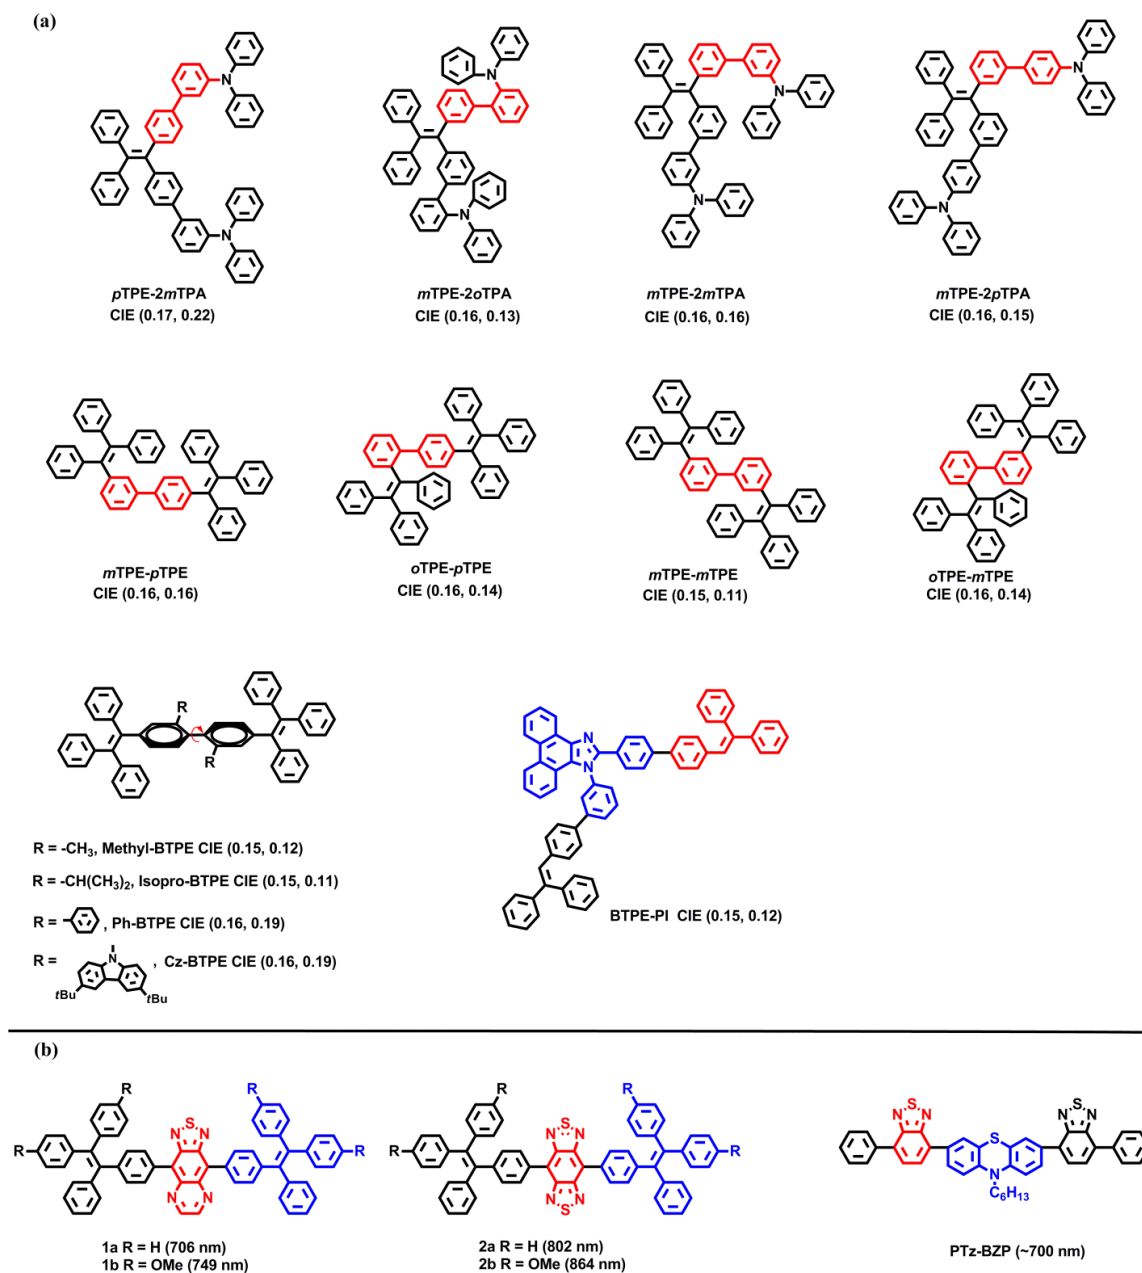 (a)
N
N
N
N
N
N
N
N
pTPE-2mTPA
CIE (0.17, 0.22)
mTPE-2oTPA
CIE (0.16, 0.13)
mTPE-2mTPA
CIE (0.16, 0.16)
mTPE-2pTPA
CIE (0.16, 0.15)
mTPE-pTPE
CIE (0.16, 0.16)
oTPE-pTPE
CIE (0.16, 0.14)
mTPE-mTPE
CIE (0.15, 0.11)
oTPE-mTPE
CIE (0.16, 0.14)
R
R
N
N
R = -CH3, Methyl-BTPE CIE (0.15, 0.12)
R = -CH(CH3)2, Isopro-BTPE CIE (0.15, 0.11)
R = , Ph-BTPE CIE (0.16, 0.19)
R = N , Cz-BTPE CIE (0.16, 0.19)
tBu tBu
BTPE-PI CIE (0.15, 0.12)
(b)
R R
S
N N
R R
N N
1a R = H (706 nm)
1b R = OMe (749 nm)
R R
S
N N
R R
N N
S
2a R = H (802 nm)
2b R = OMe (864 nm)
S S
N N N N
S
N
C6H13
PTz-BZP (~700 nm)